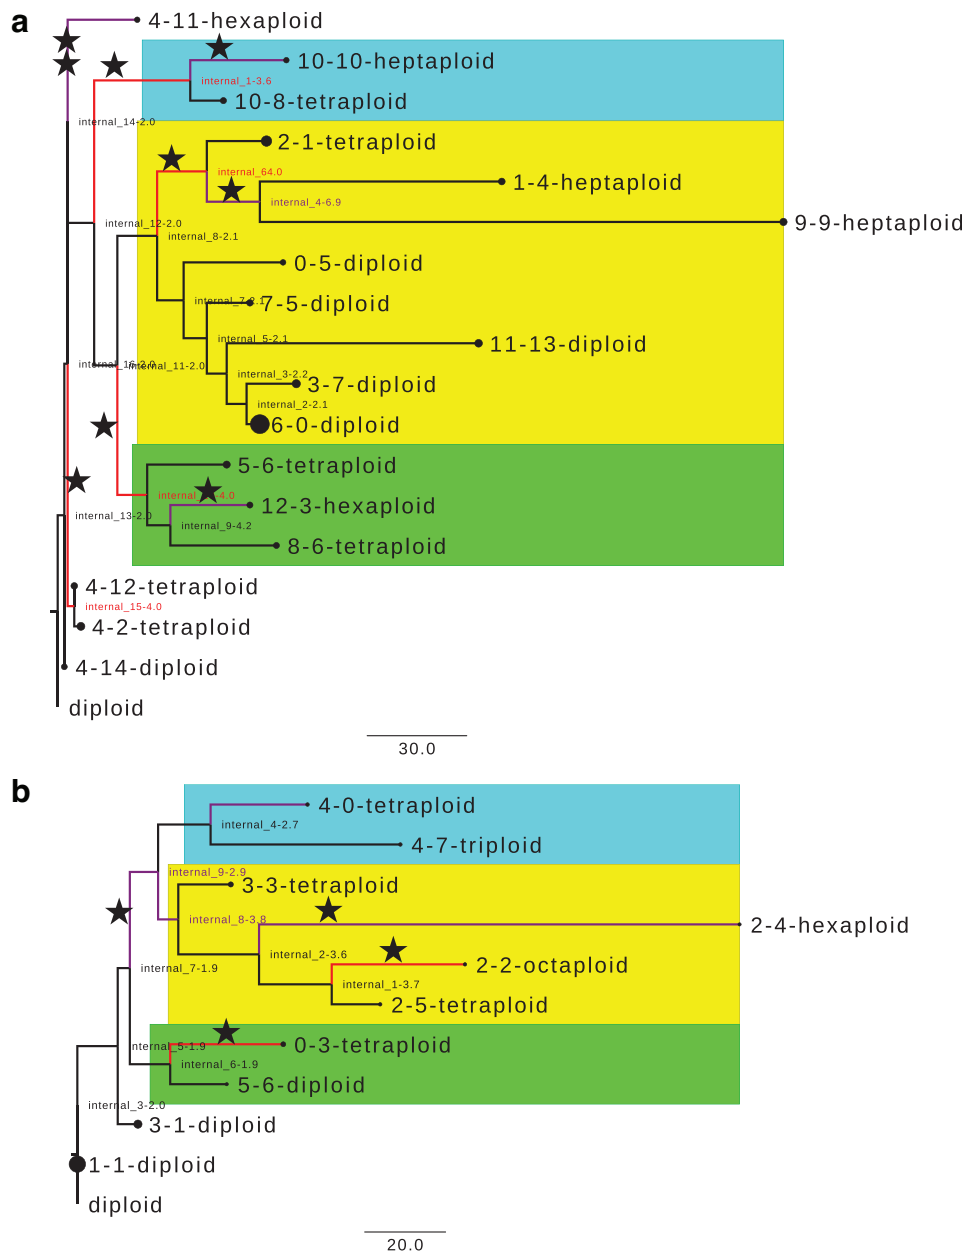 a
4-11-hexaploid
10-10-heptaploid
internal_1-3.6
10-8-tetraploid
internal_14-2.0
2-1-tetraploid
internal_64.0
1-4-heptaploid
internal_4-6.9
internal_12-2.0
9-9-heptaploid
internal_8-2.1
0-5-diploid
internal_7-2.1
7-5-diploid
internal_5-2.1
11-13-diploid
internal_11-2.0
internal_3-2.2
3-7-diploid
internal_2-2.1
6-0-diploid
5-6-tetraploid
12-3-hexaploid
internal_13-2.0
internal_9-4.2
8-6-tetraploid
4-12-tetraploid
internal_15-4.0
4-2-tetraploid
4-14-diploid
diploid
30.0
b
4-0-tetraploid
internal_4-2.7
4-7-triploid
internal_9-2.9
3-3-tetraploid
internal_8-3.8
2-4-hexaploid
internal_2-3.6
internal_7-1.9
2-2-octaploid
internal_1-3.7
2-5-tetraploid
internal_5-1.9
0-3-tetraploid
internal_6-1.9
5-6-diploid
internal_3-2.0
3-1-diploid
1-1-diploid
diploid
20.0